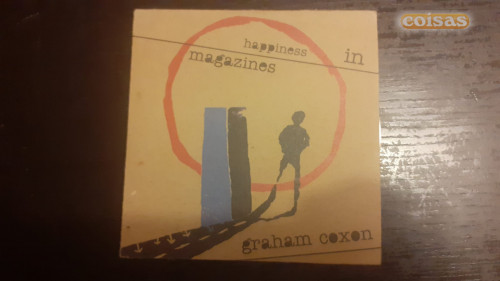 coisas
happiness in
magazines
graham coxon